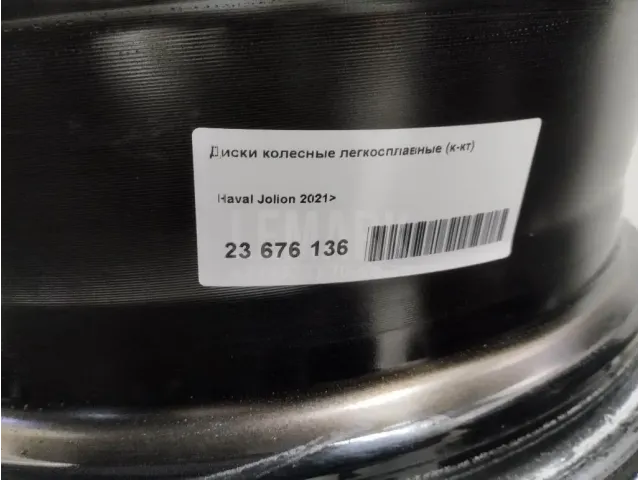 Диски колесные легкосплавные (к-кт)
Haval Jolion 2021>
23 676 136